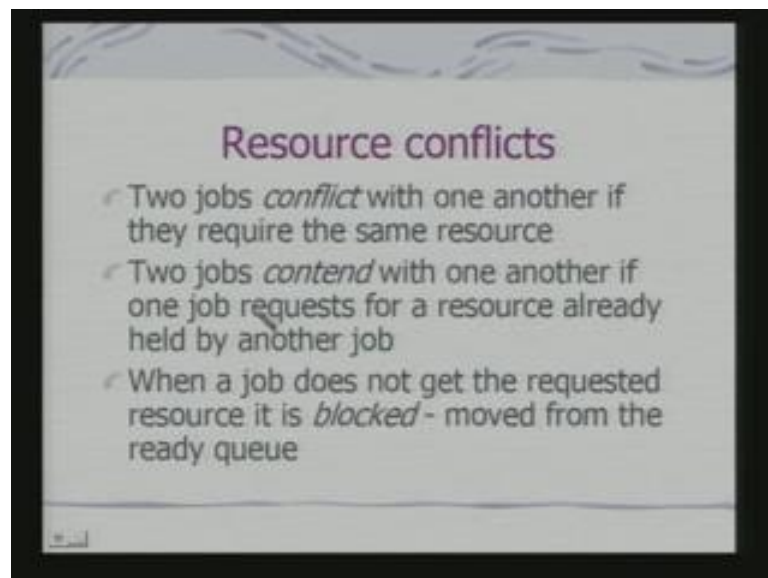 Resource conflicts
Two jobs conflict with one another if
they require the same resource
Two jobs contend with one another if
one job requests for a resource already
held by another job
When a job does not get the requested
resource it is blocked - moved from the
ready queue